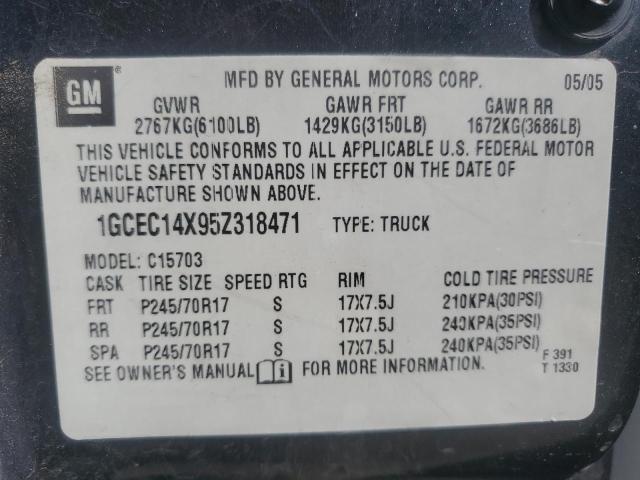 GM ® MFD BY GENERAL MOTORS CORP. 05/05
GVWR GAWR FRT GAWR RR
2767KG(6100LB) 1429KG(3150LB) 1672KG(3686LB)
THIS VEHICLE CONFORMS TO ALL APPLICABLE U.S. FEDERAL MOTOR
VEHICLE SAFETY STANDARDS IN EFFECT ON THE DATE OF
MANUFACTURE SHOWN ABOVE.
1GCEC14X95Z318471 TYPE: TRUCK
MODEL: C15703
CASK TIRE SIZE SPEED RTG RIM COLD TIRE PRESSURE
FRT P245/70R17 S 17X7.5J 210KPA(30PSI)
RR P245/70R17 S 17X7.5J 240KPA(35PSI)
SPA P245/70R17 S 17X7.5J 240KPA(35PSI)
SEE OWNER'S MANUAL i FOR MORE INFORMATION. F 391
T 1330